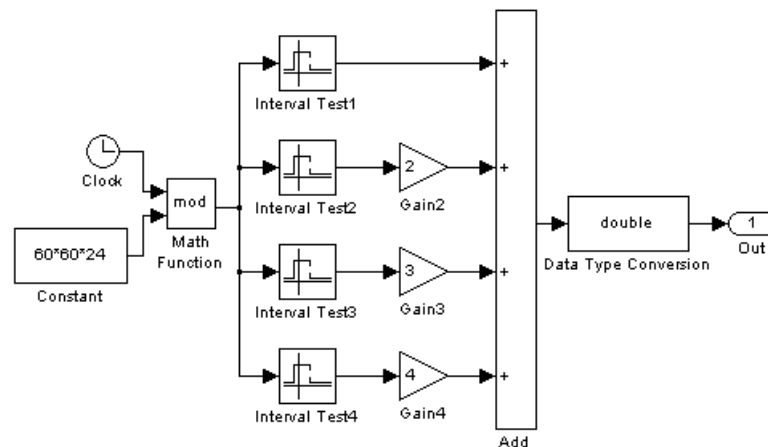 +
Interval Test1
Clock
mod
Math
Function
60*60*24
Constant
2
+
Interval Test2
Gain2
double
1
Data Type Conversion
Out
3
+
Interval Test3
Gain3
4
+
Interval Test4
Gain4
Add